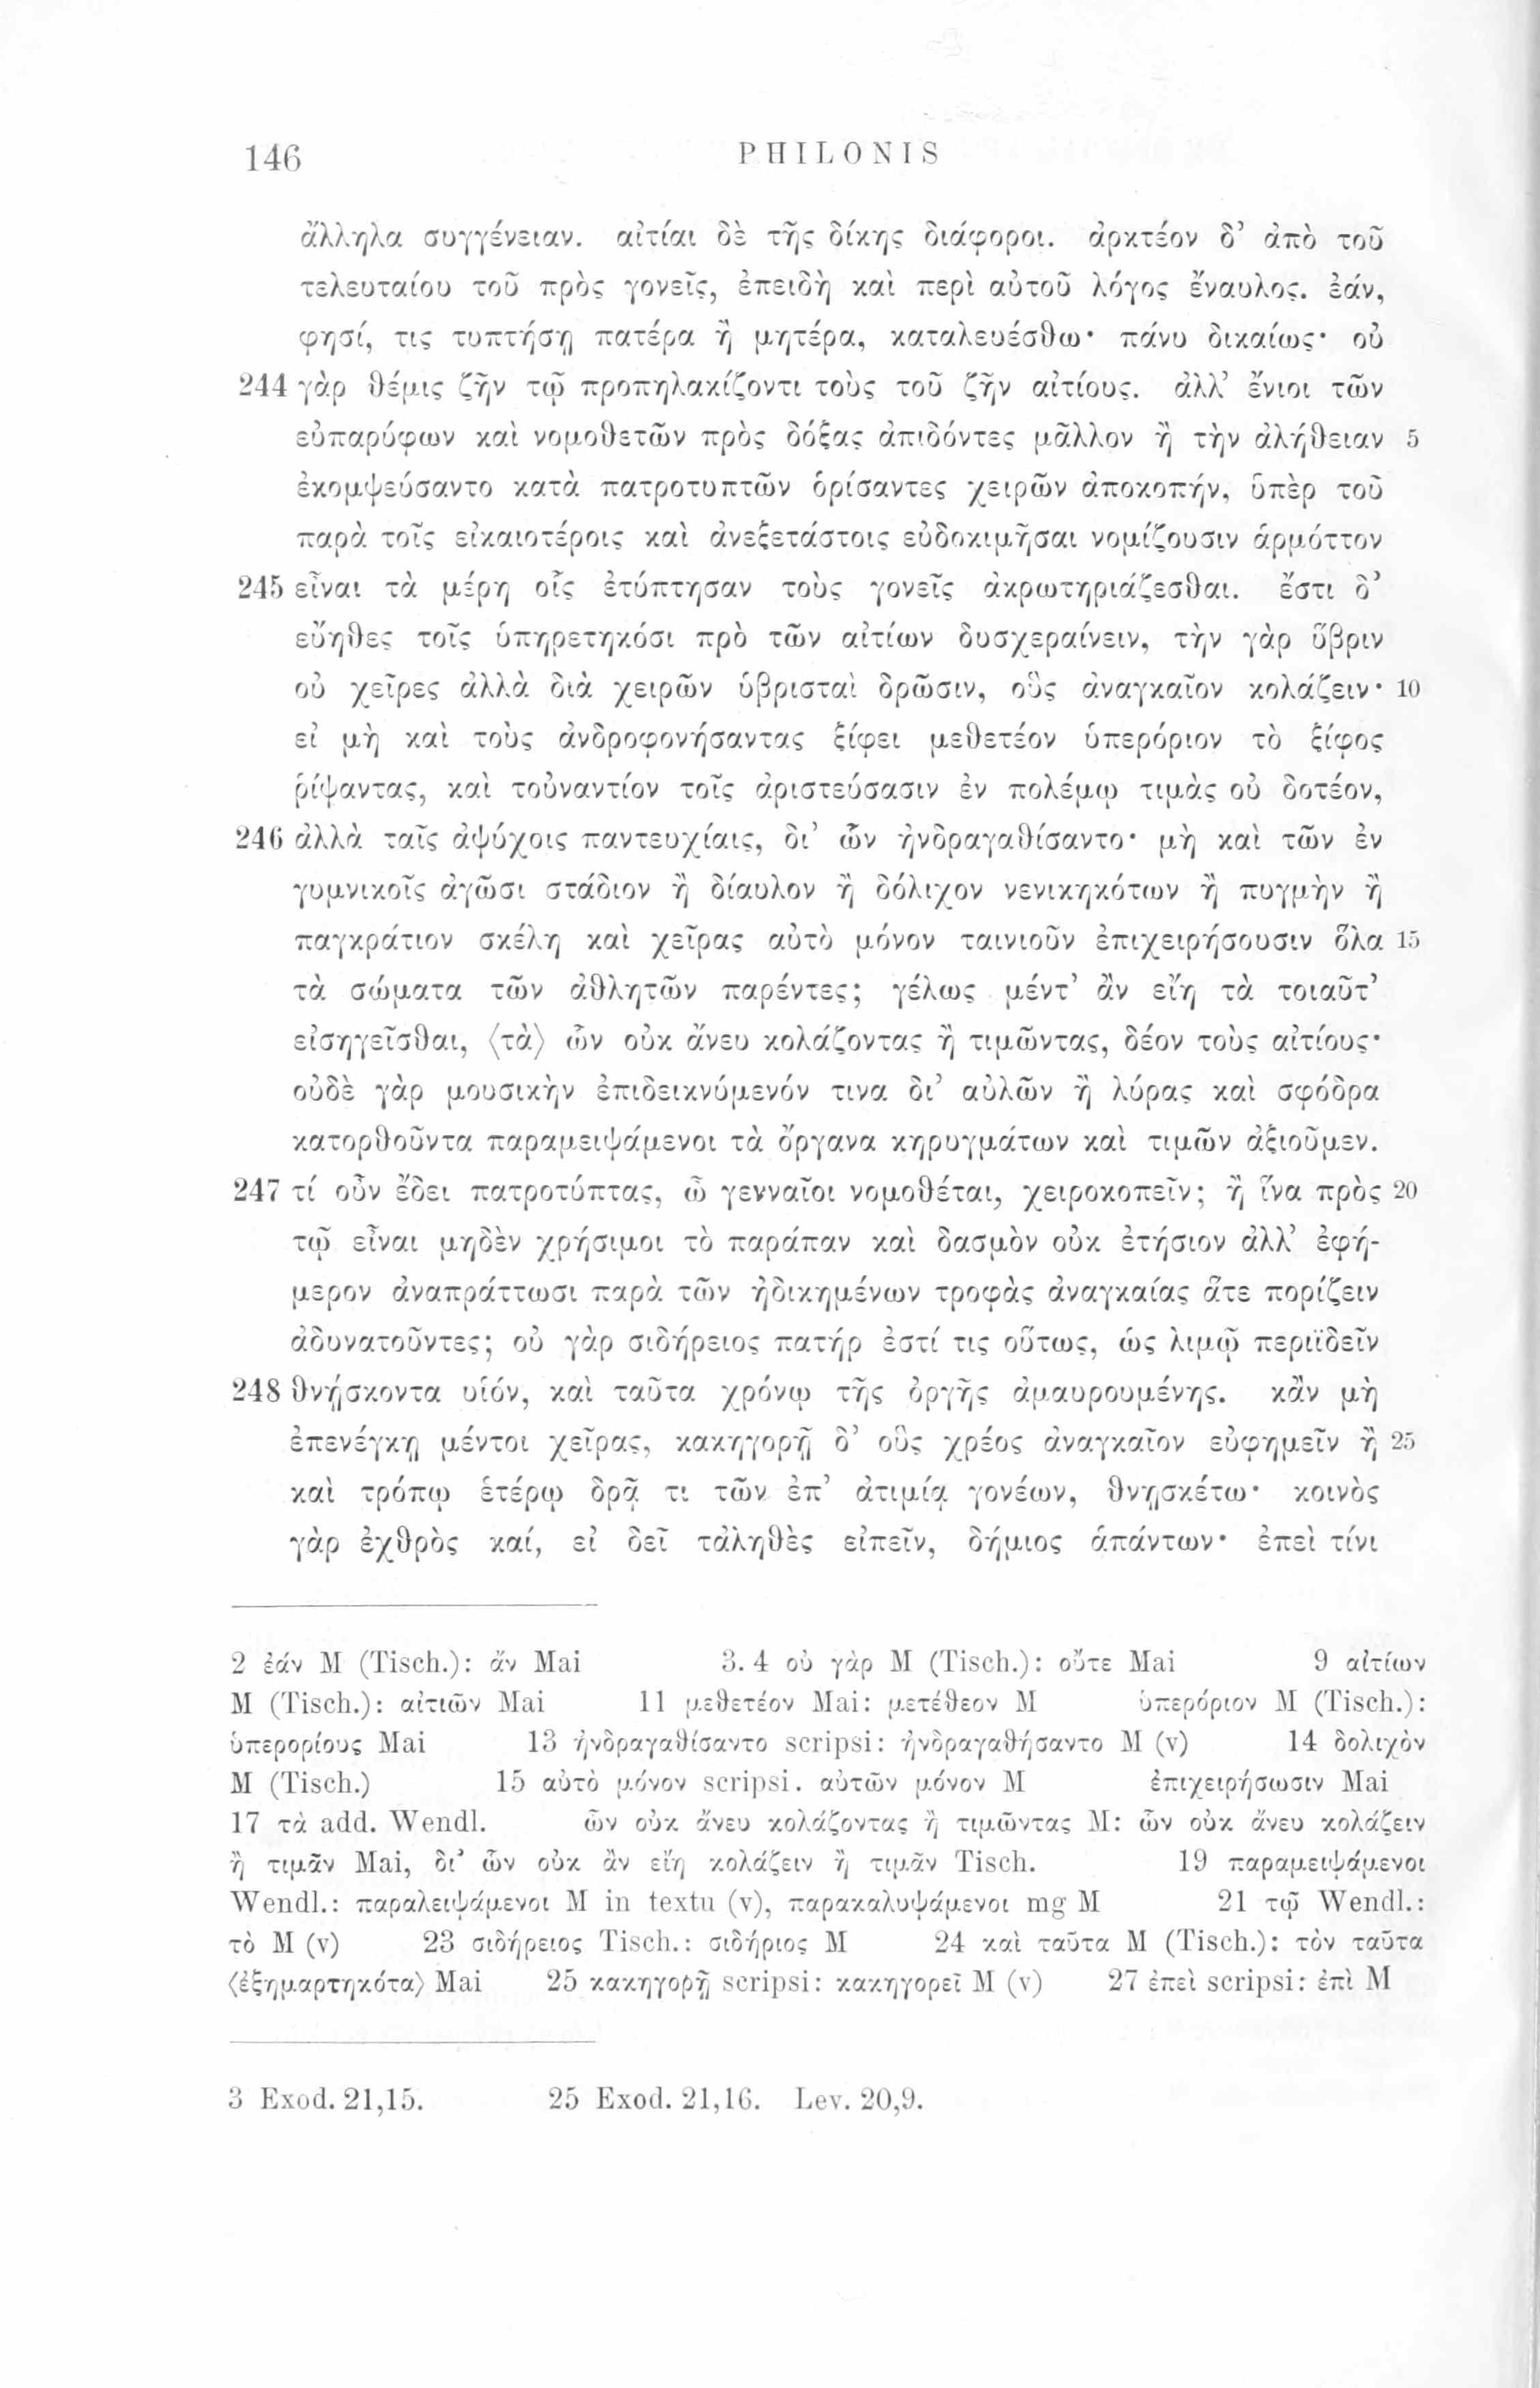 146 PHILONIS
ἄλληλα συγγένειαν. αἰτίαι δὲ τῆς δίκης διάφοροι. ἀρκτέον δ’ ἀπὸ τοῦ
τελευταίου τοῦ πρὸς γονεῖς, ἐπειδὴ καὶ περὶ αὐτοῦ λόγος ἔναυλος. ἐάν,
φησί, τις τυπτήσῃ πατέρα ἢ μητέρα, καταλευέσθω· πάνυ δικαίως· οὐ
244 γὰρ θέμις ζῆν τῷ προπηλακίζοντι τοὺς τοῦ ζῆν αἰτίους. ἀλλ’ ἔνιοι τῶν
εὐπαρύφων καὶ νομοθετῶν πρὸς δόξας ἀπιδόντες μᾶλλον ἢ τὴν ἀλήθειαν 5
ἐκομψεύσαντο κατὰ πατροτυπτῶν ὁρίσαντες χειρῶν ἀποκοπήν, ὑπὲρ τοῦ
παρὰ τοῖς εἰκαιοτέροις καὶ ἀνεξετάστοις εὐδοκιμῆσαι νομίζουσιν ἁρμόττον
245 εἶναι τὰ μέρη οἷς ἐτύπτησαν τοὺς γονεῖς ἀκρωτηριάζεσθαι. ἔστι δ’
εὔηθες τοῖς ὑπηρετηκόσι πρὸ τῶν αἰτίων δυσχεραίνειν, τὴν γὰρ ὕβριν
οὐ χεῖρες ἀλλὰ διὰ χειρῶν ὑβρισταὶ δρῶσιν, οὓς ἀναγκαῖον κολάζειν· 10
εἰ μὴ καὶ τοὺς ἀνδροφονήσαντας ξίφει μεθετέον ὑπερόριον τὸ ξίφος
ῥίψαντας, καὶ τοὐναντίον τοῖς ἀριστεύσασιν ἐν πολέμῳ τιμὰς οὐ δοτέον,
246 ἀλλὰ ταῖς ἀψύχοις παντευχίαις, δι’ ὧν ἠνδραγαθίσαντο· μὴ καὶ τῶν ἐν
γυμνικοῖς ἀγῶσι στάδιον ἢ δίαυλον ἢ δόλιχον νενικηκότων ἢ πυγμὴν ἢ
παγκράτιον σκέλη καὶ χεῖρας αὐτὸ μόνον ταινιοῦν ἐπιχειρήσουσιν ὅλα 15
τὰ σώματα τῶν ἀθλητῶν παρέντες; γέλως μέντ’ ἂν εἴη τὰ τοιαῦτ’
εἰσηγεῖσθαι, ⟨τὰ⟩ ὧν οὐκ ἄνευ κολάζοντας ἢ τιμῶντας, δέον τοὺς αἰτίους·
οὐδὲ γὰρ μουσικὴν ἐπιδεικνύμενόν τινα δι’ αὐλῶν ἢ λύρας καὶ σφόδρα
κατορθοῦντα παραμειψάμενοι τὰ ὄργανα κηρυγμάτων καὶ τιμῶν ἀξιοῦμεν.
247 τί οὖν ἔδει πατροτύπτας, ὦ γενναῖοι νομοθέται, χειροκοπεῖν; ἢ ἵνα πρὸς 20
τῷ εἶναι μηδὲν χρήσιμοι τὸ παράπαν καὶ δασμὸν οὐκ ἐτήσιον ἀλλ’ ἐφή-
μερον ἀναπράττωσι παρὰ τῶν ἠδικημένων τροφὰς ἀναγκαίας ἅτε πορίζειν
ἀδυνατοῦντες; οὐ γὰρ σιδήρειος πατήρ ἐστί τις οὕτως, ὡς λιμῷ περιϊδεῖν
248 θνῄσκοντα υἱόν, καὶ ταῦτα χρόνῳ τῆς ὀργῆς ἀμαυρουμένης. κἂν μὴ
ἐπενέγκῃ μέντοι χεῖρας, κακηγορῇ δ’ οὓς χρέος ἀναγκαῖον εὐφημεῖν ἢ 25
καὶ τρόπῳ ἑτέρῳ δρᾷ τι τῶν ἐπ’ ἀτιμίᾳ γονέων, θνῃσκέτω· κοινὸς
γὰρ ἐχθρὸς καί, εἰ δεῖ τἀληθὲς εἰπεῖν, δήμιος ἁπάντων· ἐπεὶ τίνι
2 ἐάν M (Tisch.): ἄν Mai 3. 4 οὐ γὰρ M (Tisch.): οὔτε Mai 9 αἰτίων
M (Tisch.): αἰτιῶν Mai 11 μεθετέον Mai: μετέθεον M ὑπερόριον M (Tisch.):
ὑπερορίους Mai 13 ἠνδραγαθίσαντο scripsi: ἠνδραγαθήσαντο M (v) 14 δολιχὸν
M (Tisch.) 15 αὐτὸ μόνον scripsi. αὐτῶν μόνον M ἐπιχειρήσωσιν Mai
17 τὰ add. Wendl. ὧν οὐκ ἄνευ κολάζοντας ἢ τιμῶντας M: ὧν οὐκ ἄνευ κολάζειν
ἢ τιμᾶν Mai, δι’ ὧν οὐκ ἂν εἴη κολάζειν ἢ τιμᾶν Tisch. 19 παραμειψάμενοι
Wendl.: παραλειψάμενοι M in textu (v), παρακαλυψάμενοι mg M 21 τῷ Wendl.:
τὸ M (v) 23 σιδήρειος Tisch.: σιδήριος M 24 καὶ ταῦτα M (Tisch.): τὸν ταῦτα
⟨ἐξημαρτηκότα⟩ Mai 25 κακηγορῇ scripsi: κακηγορεῖ M (v) 27 ἐπεὶ scripsi: ἐπὶ M
3 Exod. 21,15. 25 Exod. 21,16. Lev. 20,9.